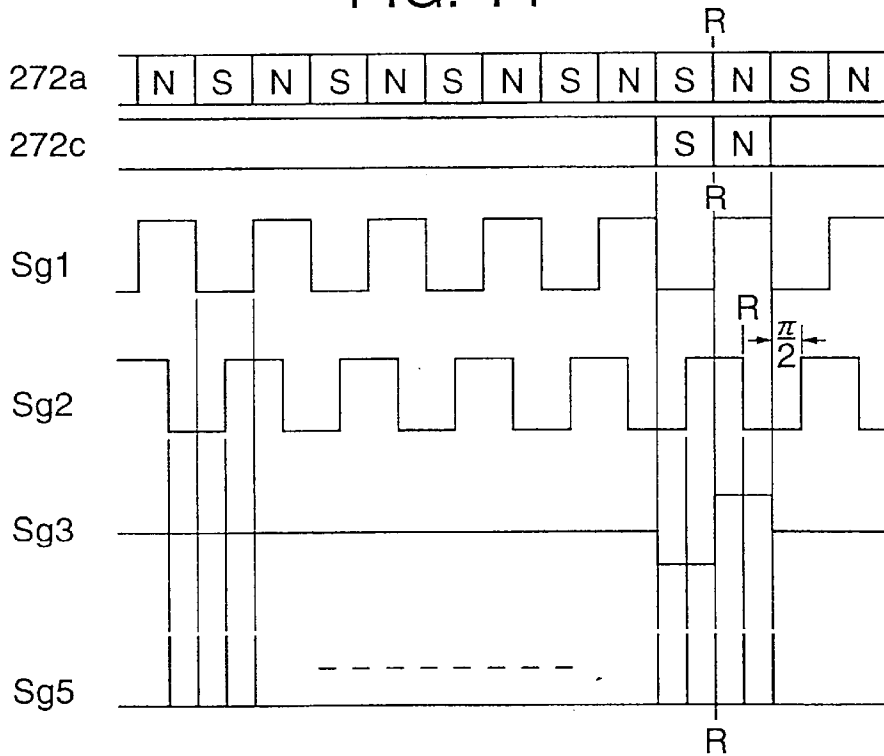 R
272a N S N S N S N S N S N S N
272c S N
R
Sg1
R
π/2
Sg2
Sg3
Sg5
R